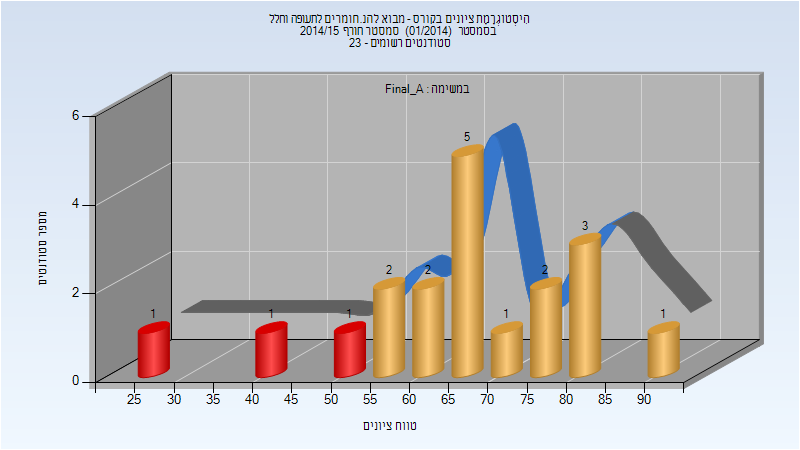 היסטוגרמת ציונים בקורס - מבוא להנ. חומרים לתעופה וחלל
בסמסטר (01/2014) סמסטר חורף 2014/15
סטודנטים רשומים - 23
במשימה : Final_A
מספר סטודנטים
6
4
2
0
1
1
1
2
2
5
1
2
3
1
25 30 35 40 45 50 55 60 65 70 75 80 85 90
טווח ציונים